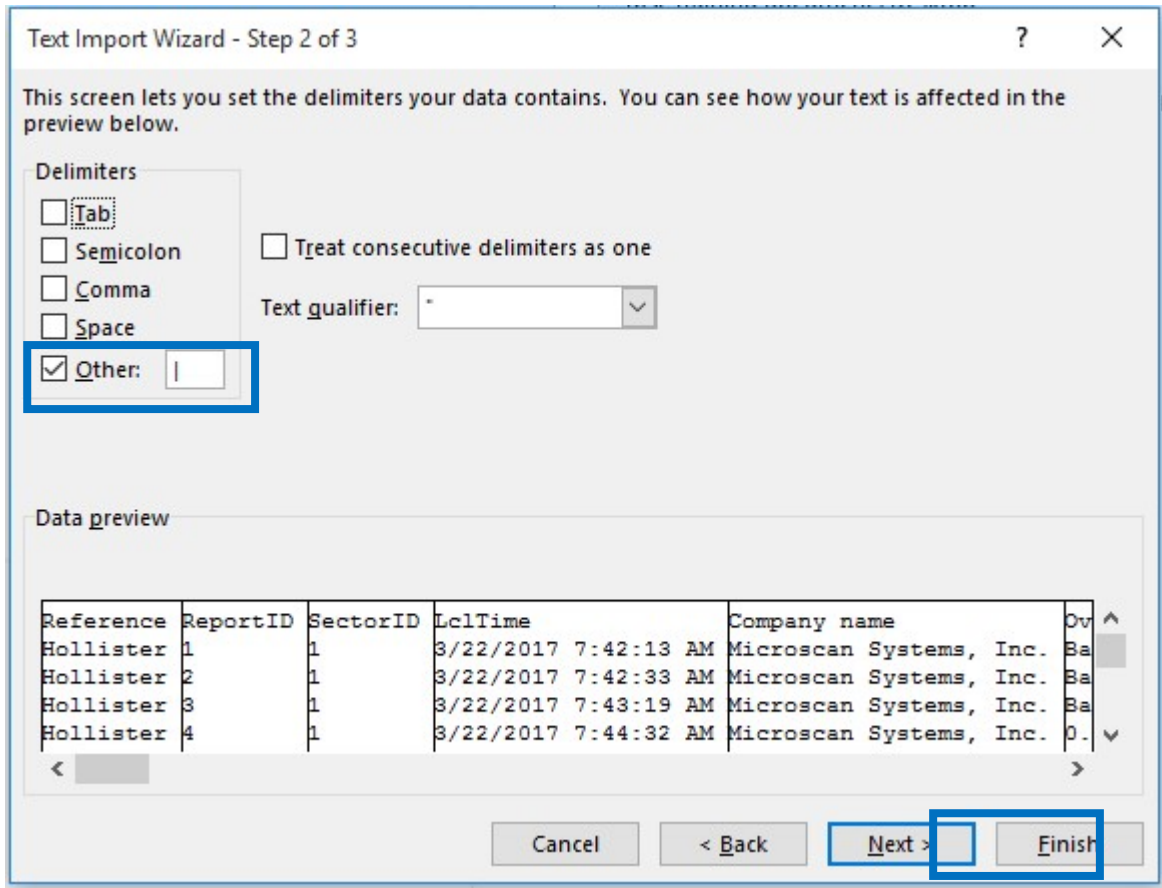 Text Import Wizard - Step 2 of 3
?
This screen lets you set the delimiters your data contains. You can see how your text is affected in the
preview below.
Delimiters
Tab
Semicolon
Comma
Space
Other: |
Treat consecutive delimiters as one
Text qualifier: "
Data preview
Reference ReportID SectorID LclTime Company name Ov
Hollister 1 1 3/22/2017 7:42:13 AM Microscan Systems, Inc. Ba
Hollister 2 1 3/22/2017 7:42:33 AM Microscan Systems, Inc. Ba
Hollister 3 1 3/22/2017 7:43:19 AM Microscan Systems, Inc. Ba
Hollister 4 1 3/22/2017 7:44:32 AM Microscan Systems, Inc. 0.
Cancel < Back Next > Finish